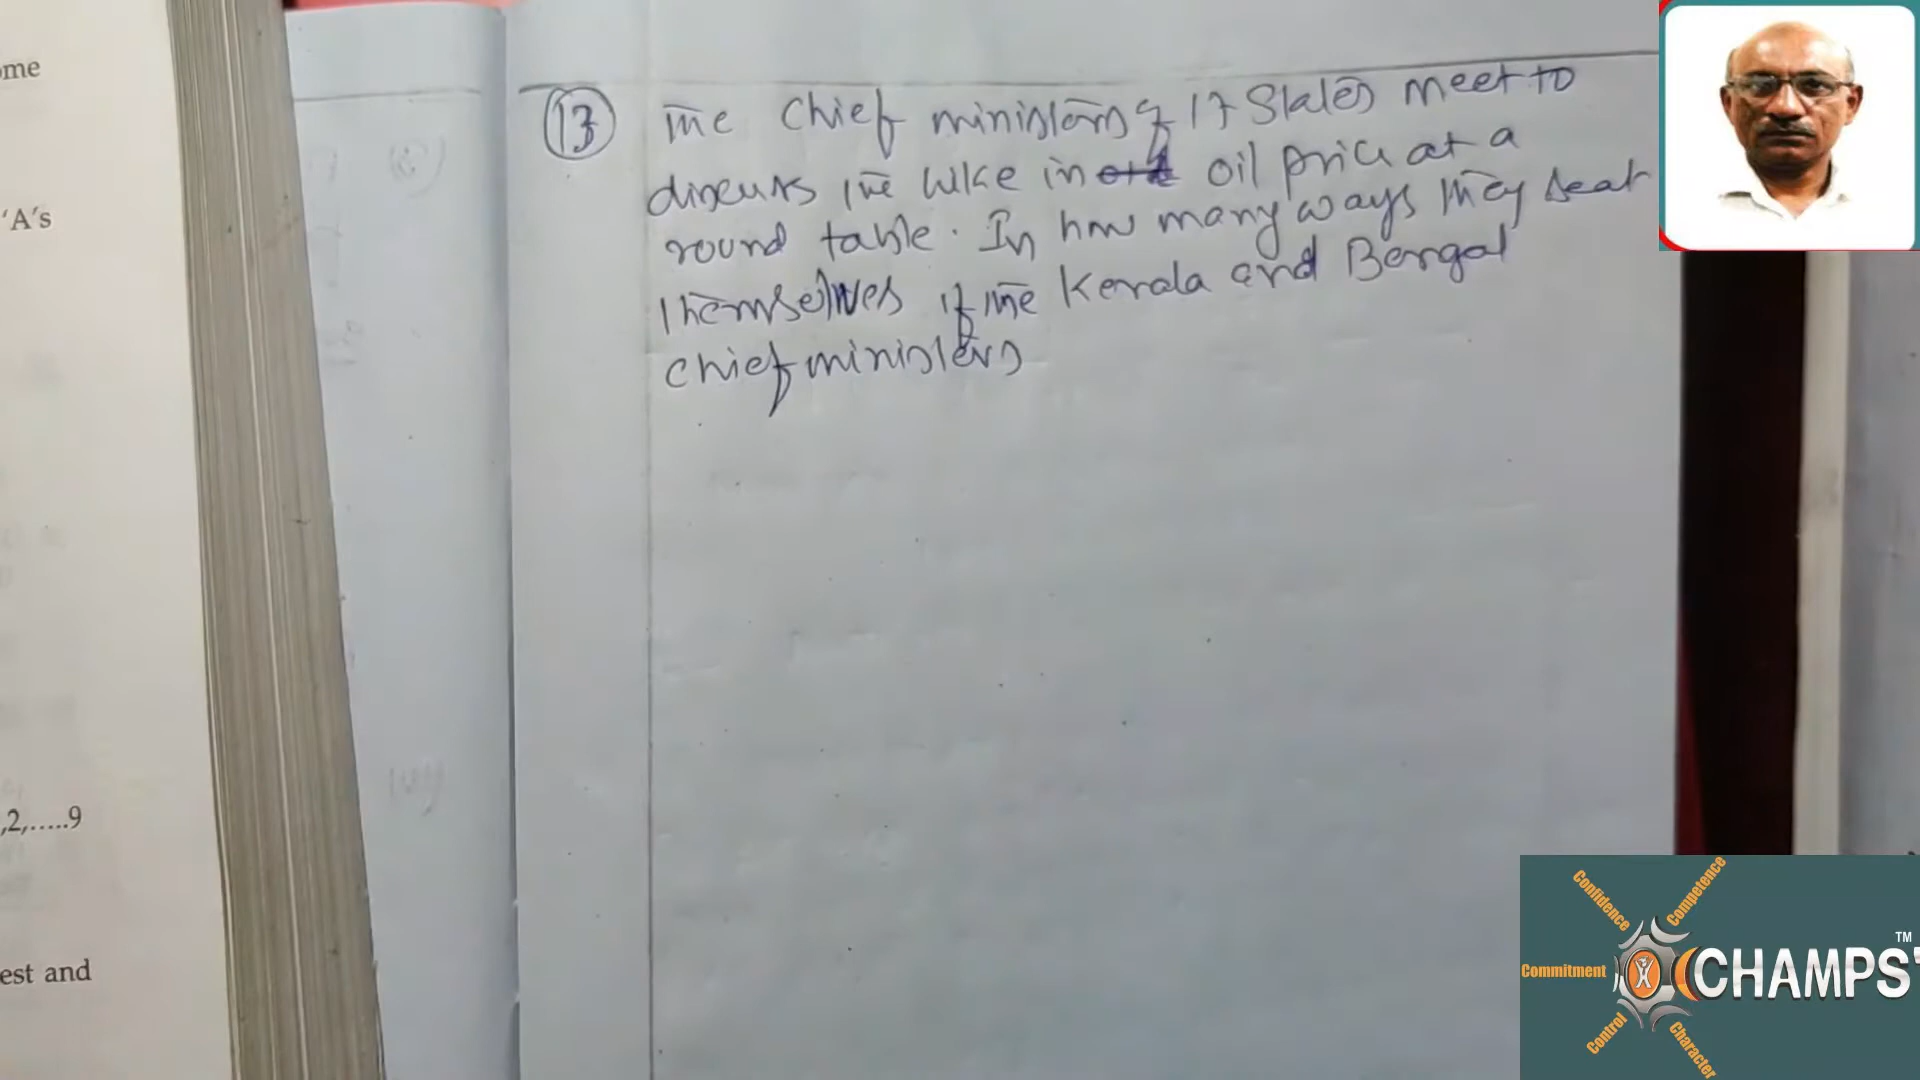 ome
'A's
,2,.....9
est and
(13) The Chief ministers of 17 States meet to
discuss the hike in oil price at a
round table. In how many ways they seat
themselves if the Kerala and Bengal
chief ministers
Confidence
Competence
Commitment
CHAMPS TM
Control
Character